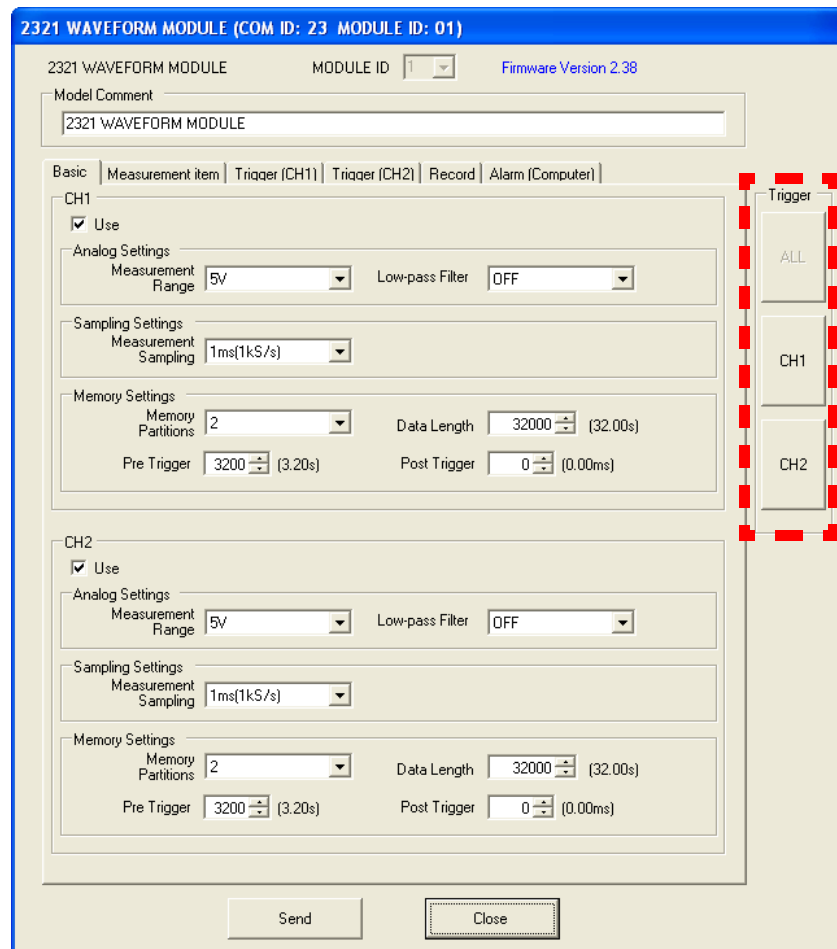 2321 WAVEFORM MODULE (COM ID: 23 MODULE ID: 01)
2321 WAVEFORM MODULE MODULE ID 1 Firmware Version 2.38
Model Comment
2321 WAVEFORM MODULE
Basic Measurement item Trigger (CH1) Trigger (CH2) Record Alarm (Computer)
CH1
Use
Analog Settings
Measurement Range 5V Low-pass Filter OFF
Sampling Settings
Measurement Sampling 1ms(1kS/s)
Memory Settings
Memory Partitions 2 Data Length 32000 (32.00s)
Pre Trigger 3200 (3.20s) Post Trigger 0 (0.00ms)
CH2
Use
Analog Settings
Measurement Range 5V Low-pass Filter OFF
Sampling Settings
Measurement Sampling 1ms(1kS/s)
Memory Settings
Memory Partitions 2 Data Length 32000 (32.00s)
Pre Trigger 3200 (3.20s) Post Trigger 0 (0.00ms)
Trigger
ALL
CH1
CH2
Send Close